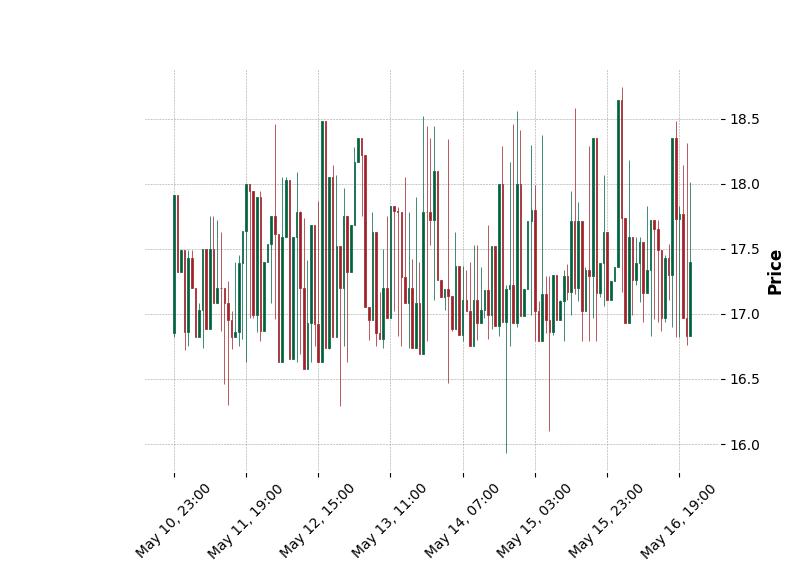 18.5
18.0
17.5
17.0
16.5
16.0
Price
May 10, 23:00
May 11, 19:00
May 12, 15:00
May 13, 11:00
May 14, 07:00
May 15, 03:00
May 15, 23:00
May 16, 19:00